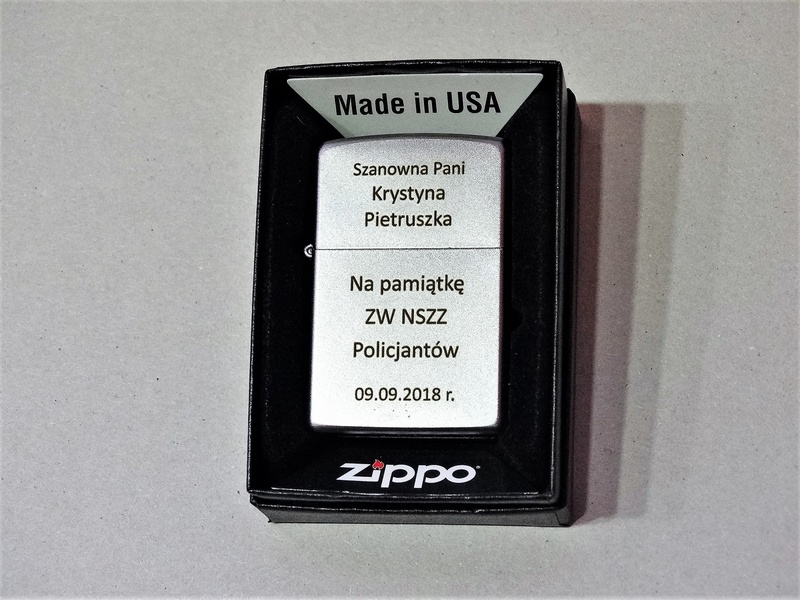 Made in USA
Szanowna Pani
Krystyna
Pietruszka
Na pamiątkę
ZW NSZZ
Policjantów
09.09.2018 r.
zippo